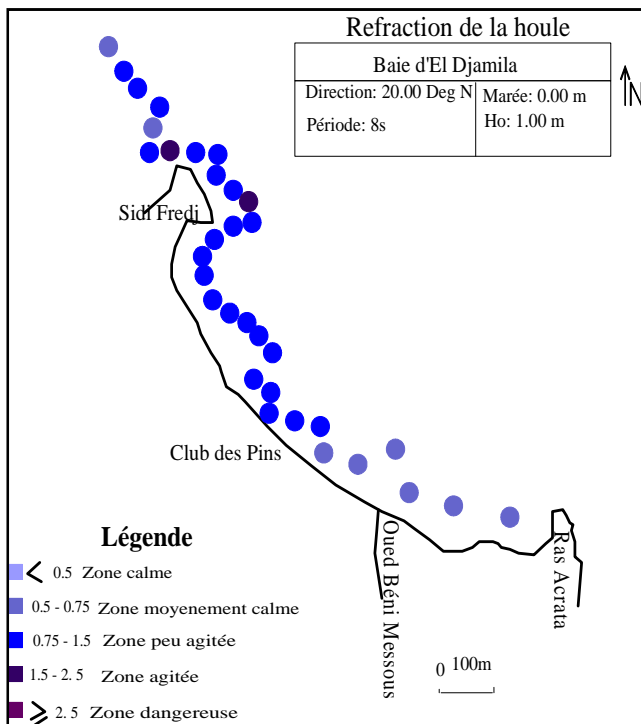 Refraction de la houle
Baie d'El Djamila
Direction: 20.00 Deg N
Marée: 0.00 m
Période: 8s
Ho: 1.00 m
N
Sidi Fredj
Club des Pins
Oued Béni Messous
Ras Acrata
Légende
< 0.5 Zone calme
0.5 - 0.75 Zone moyenement calme
0.75 - 1.5 Zone peu agitée
1.5 - 2. 5 Zone agitée
≥ 2. 5 Zone dangereuse
0 100m